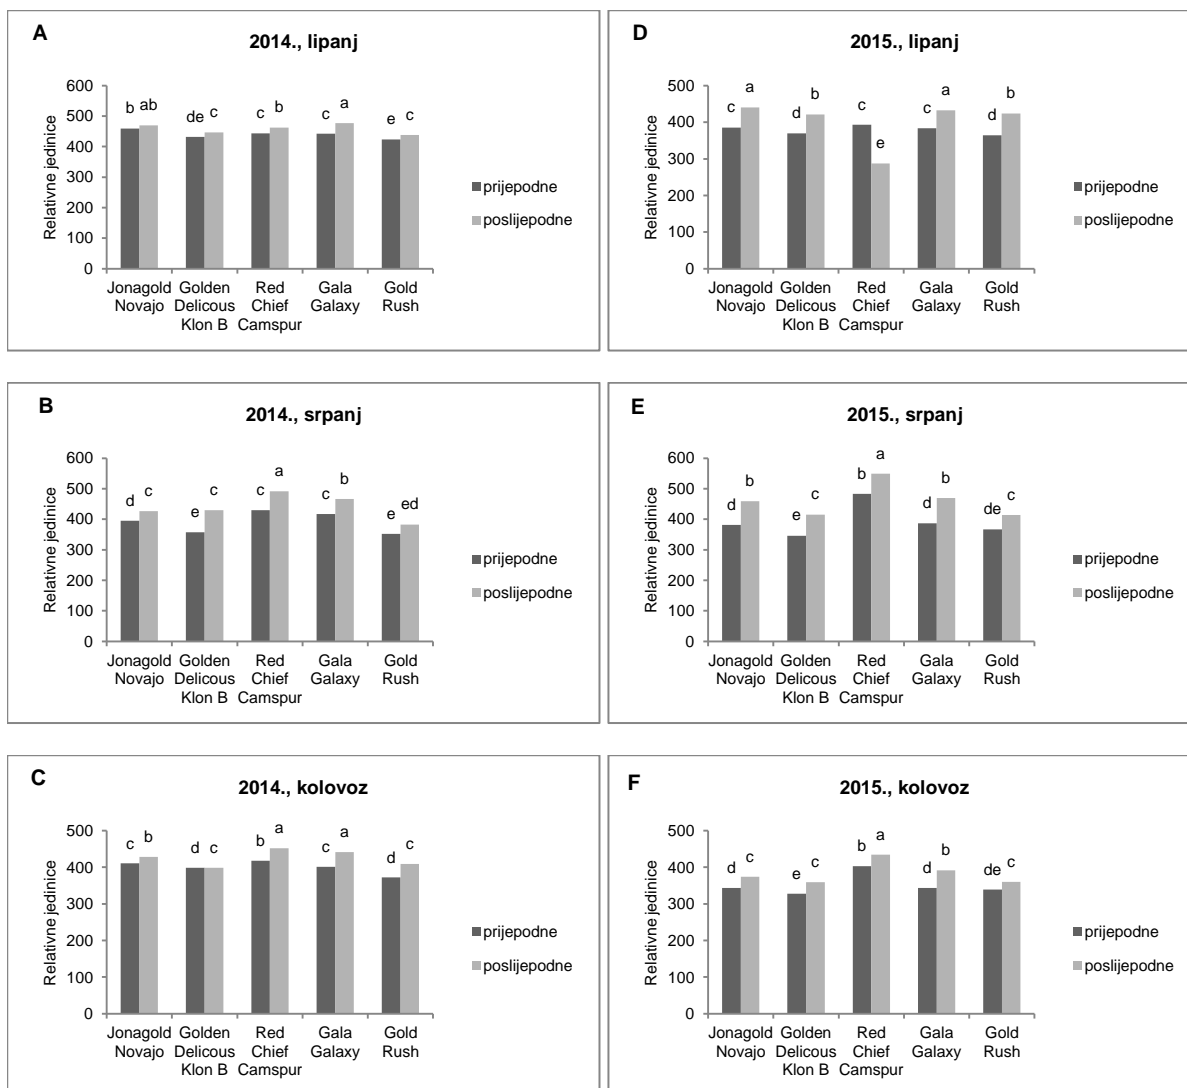 A
2014., lipanj
Relativne jedinice
600
500
400
300
200
100
0
b ab de c c b c a e c
Jonagold Novajo
Golden Delicous Klon B
Red Chief Camspur
Gala Galaxy
Gold Rush
prijepodne
poslijepodne
D
2015., lipanj
Relativne jedinice
500
400
300
200
100
0
c a d b c e c a d b
Jonagold Novajo
Golden Delicous Klon B
Red Chief Camspur
Gala Galaxy
Gold Rush
prijepodne
poslijepodne
B
2014., srpanj
Relativne jedinice
600
500
400
300
200
100
0
d c e c c a c b e ed
Jonagold Novajo
Golden Delicous Klon B
Red Chief Camspur
Gala Galaxy
Gold Rush
prijepodne
poslijepodne
E
2015., srpanj
Relativne jedinice
600
500
400
300
200
100
0
d b e c b a d b de c
Jonagold Novajo
Golden Delicous Klon B
Red Chief Camspur
Gala Galaxy
Gold Rush
prijepodne
poslijepodne
C
2014., kolovoz
Relativne jedinice
500
400
300
200
100
0
c b d c b a c a d c
Jonagold Novajo
Golden Delicous Klon B
Red Chief Camspur
Gala Galaxy
Gold Rush
prijepodne
poslijepodne
F
2015., kolovoz
Relativne jedinice
500
400
300
200
100
0
d c e c b a d b de c
Jonagold Novajo
Golden Delicous Klon B
Red Chief Camspur
Gala Galaxy
Gold Rush
prijepodne
poslijepodne